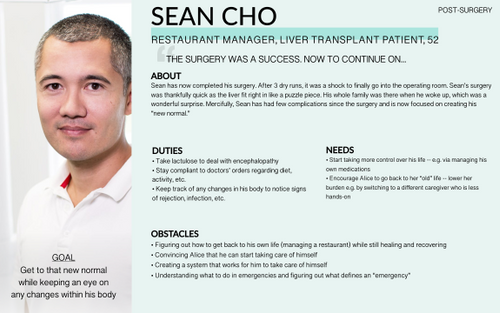 POST-SURGERY
SEAN CHO
RESTAURANT MANAGER, LIVER TRANSPLANT PATIENT, 52
“ THE SURGERY WAS A SUCCESS. NOW TO CONTINUE ON...
ABOUT
Sean has now completed his surgery. After 3 dry runs, it was a shock to finally go into the operating room. Sean's surgery
was thankfully quick as the liver fit right in like a puzzle piece. His whole family was there when he woke up, which was a
wonderful surprise. Mercifully, Sean has had few complications since the surgery and is now focused on creating his
"new normal."
DUTIES
• Take lactulose to deal with encephalopathy
• Stay compliant to doctors' orders regarding diet,
activity, etc.
• Keep track of any changes in his body to notice signs
of rejection, infection, etc.
NEEDS
• Start taking more control over his life -- e.g. via managing his
own medications
• Encourage Alice to go back to her "old" life -- lower her
burden e.g. by switching to a different caregiver who is less
hands-on
OBSTACLES
• Figuring out how to get back to his own life (managing a restaurant) while still healing and recovering
• Convincing Alice that he can start taking care of himself
• Creating a system that works for him to take care of himself
• Understanding what to do in emergencies and figuring out what defines an "emergency"
GOAL
Get to that new normal
while keeping an eye on
any changes within his body